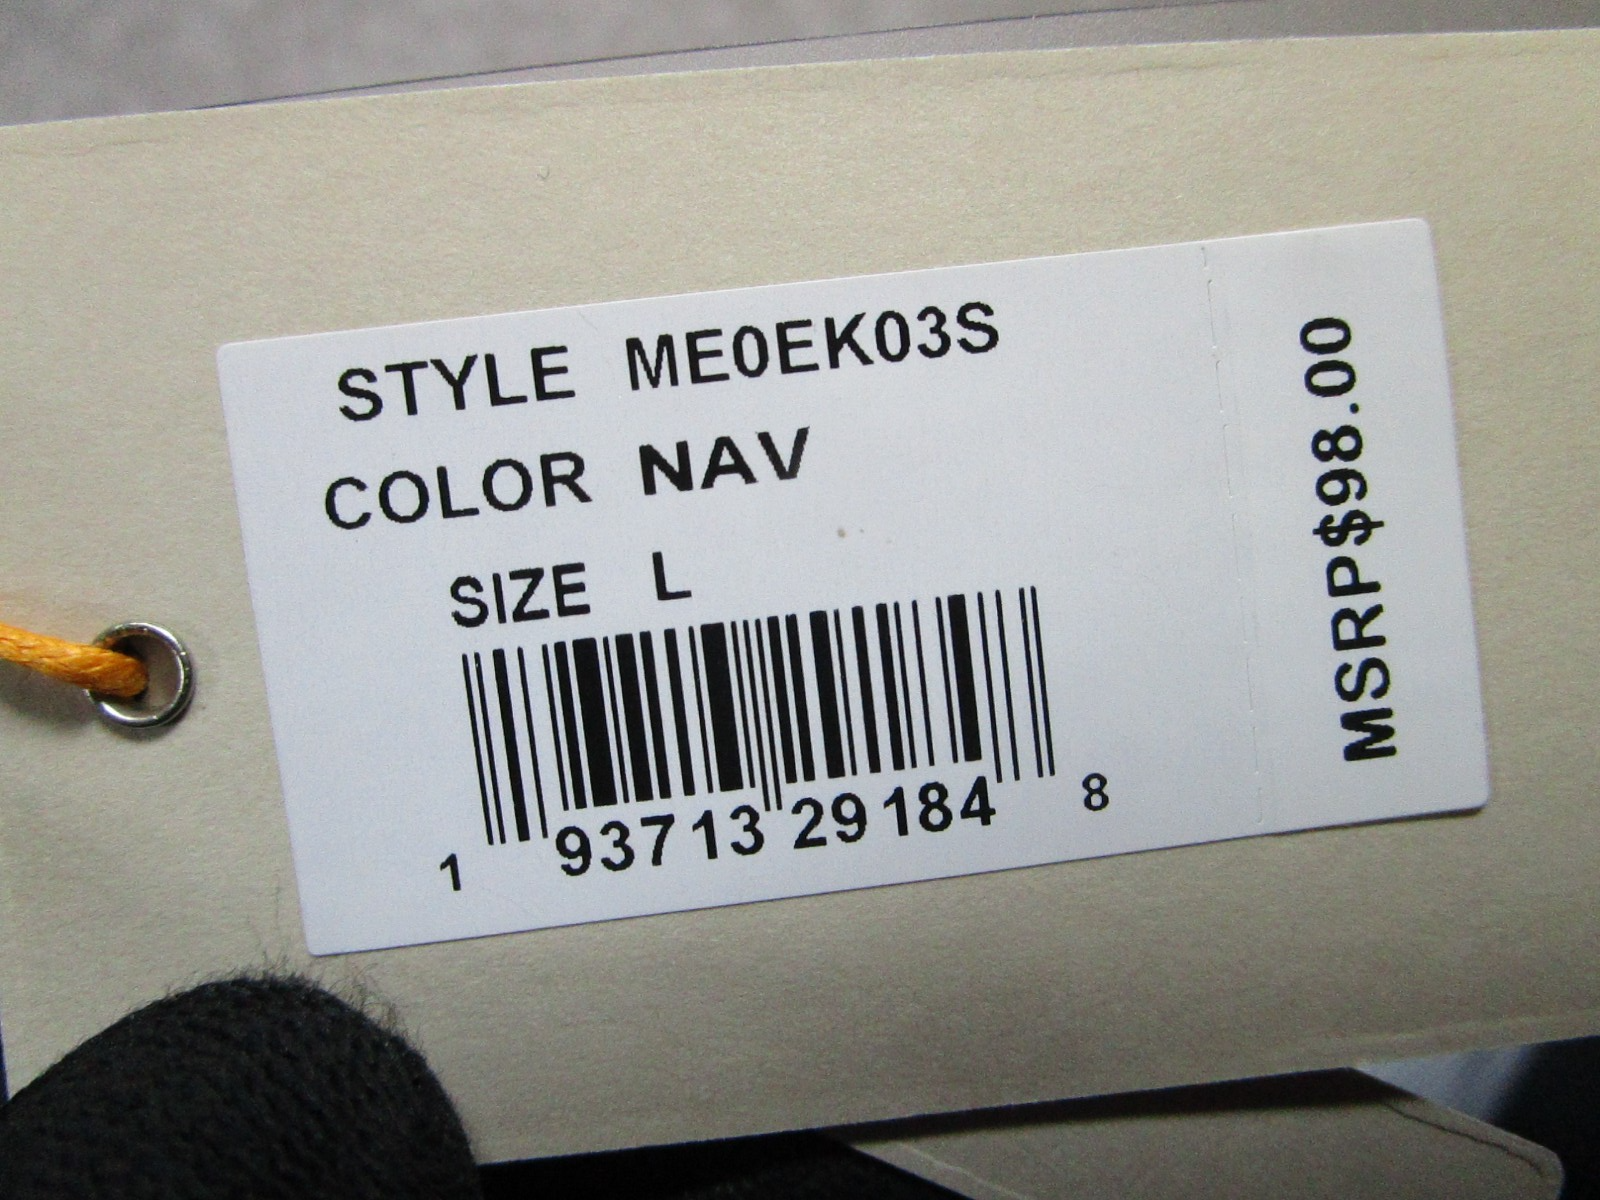 STYLE ME0EK03S
COLOR NAV
SIZE L
1 93713 29184 8
MSRP$98.00